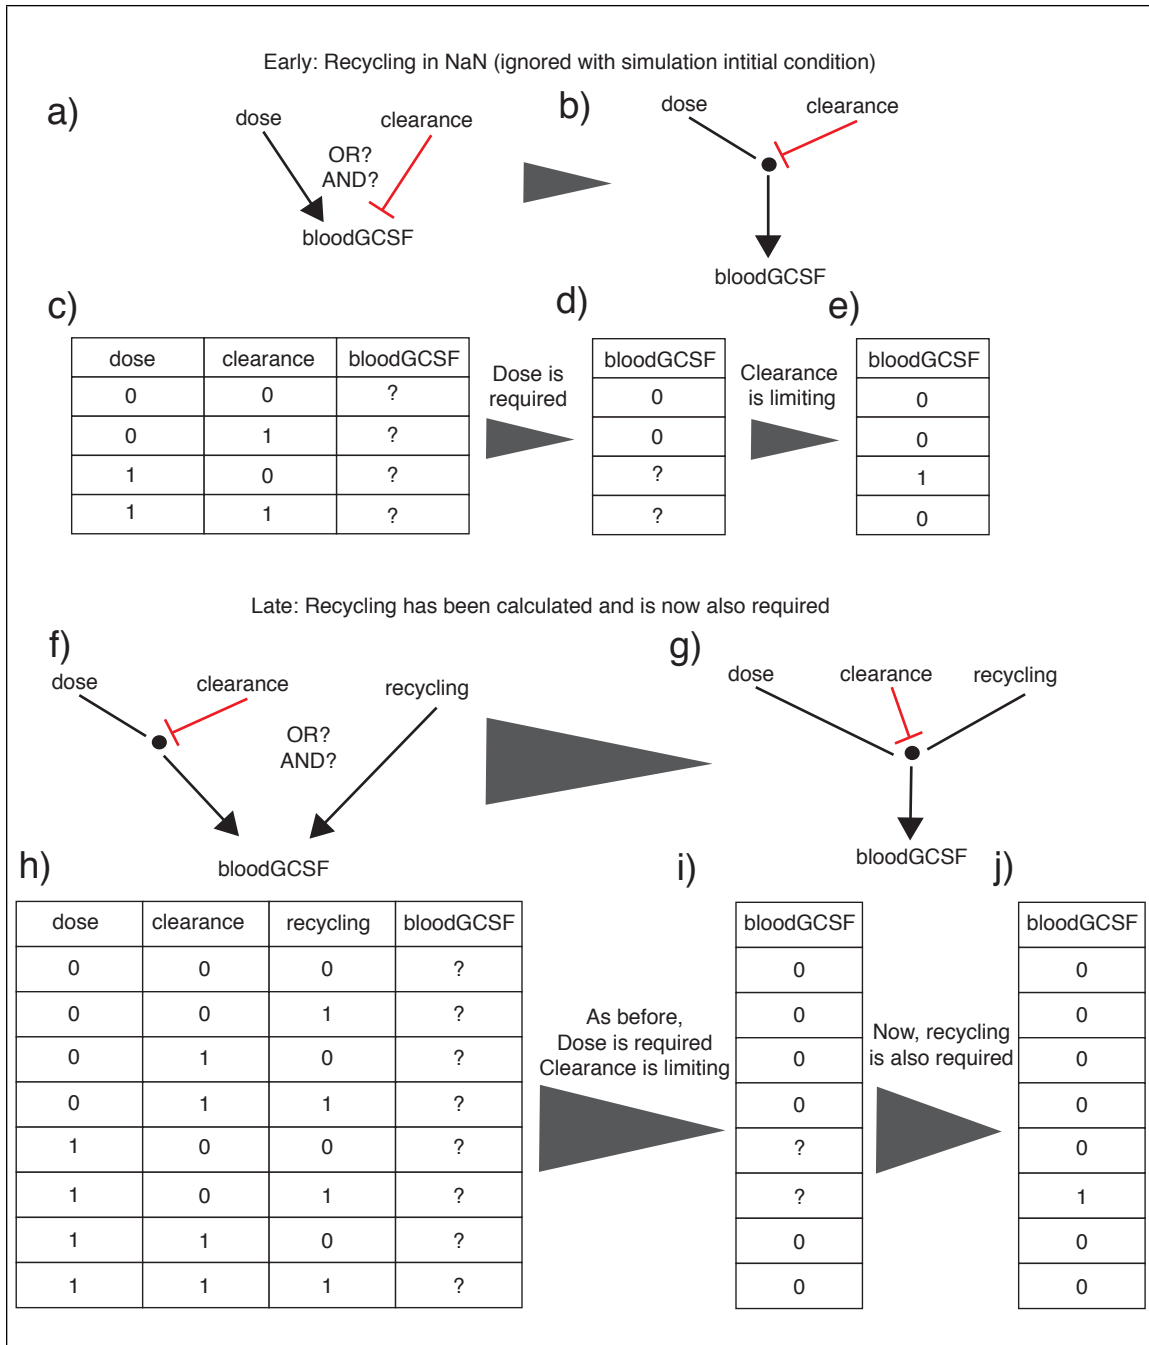 Early: Recycling in NaN (ignored with simulation intitial condition)
a)
dose
clearance
OR?
AND?
bloodGCSF
b)
dose
clearance
bloodGCSF
c)
dose clearance bloodGCSF
0 0 ?
0 1 ?
1 0 ?
1 1 ?
Dose is
required
d)
bloodGCSF
0
0
?
?
Clearance
is limiting
e)
bloodGCSF
0
0
1
0
Late: Recycling has been calculated and is now also required
f)
dose
clearance
recycling
OR?
AND?
bloodGCSF
g)
dose
clearance
recycling
bloodGCSF
h)
dose clearance recycling bloodGCSF
0 0 0 ?
0 0 1 ?
0 1 0 ?
0 1 1 ?
1 0 0 ?
1 0 1 ?
1 1 0 ?
1 1 1 ?
As before,
Dose is required
Clearance is limiting
i)
bloodGCSF
0
0
0
0
?
?
0
0
Now, recycling
is also required
j)
bloodGCSF
0
0
0
0
0
1
0
0